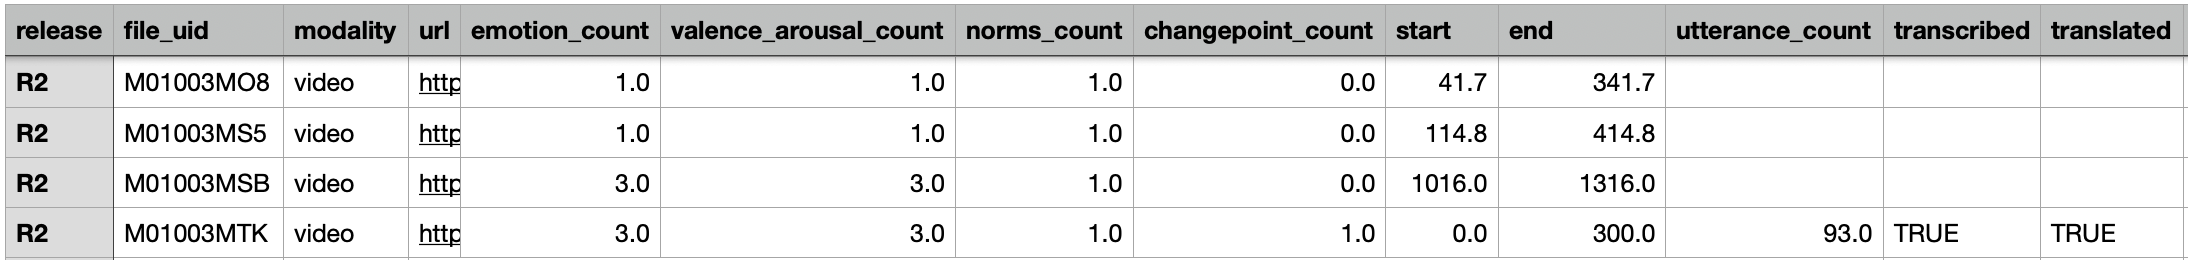 release file_uid modality url emotion_count valence_arousal_count norms_count changepoint_count start end utterance_count transcribed translated
R2 M01003MO8 video http 1.0 1.0 1.0 0.0 41.7 341.7
R2 M01003MS5 video http 1.0 1.0 1.0 0.0 114.8 414.8
R2 M01003MSB video http 3.0 3.0 1.0 0.0 1016.0 1316.0
R2 M01003MTK video http 3.0 3.0 1.0 1.0 0.0 300.0 93.0 TRUE TRUE